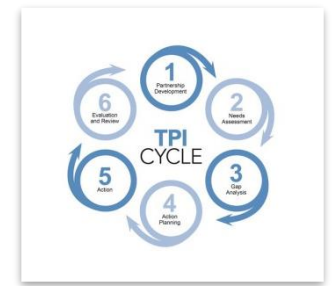 1
Partnership
Development
2
Needs
Assessment
3
Gap
Analysis
4
Action
Planning
5
Action
6
Evaluation
and Review
TPI
CYCLE